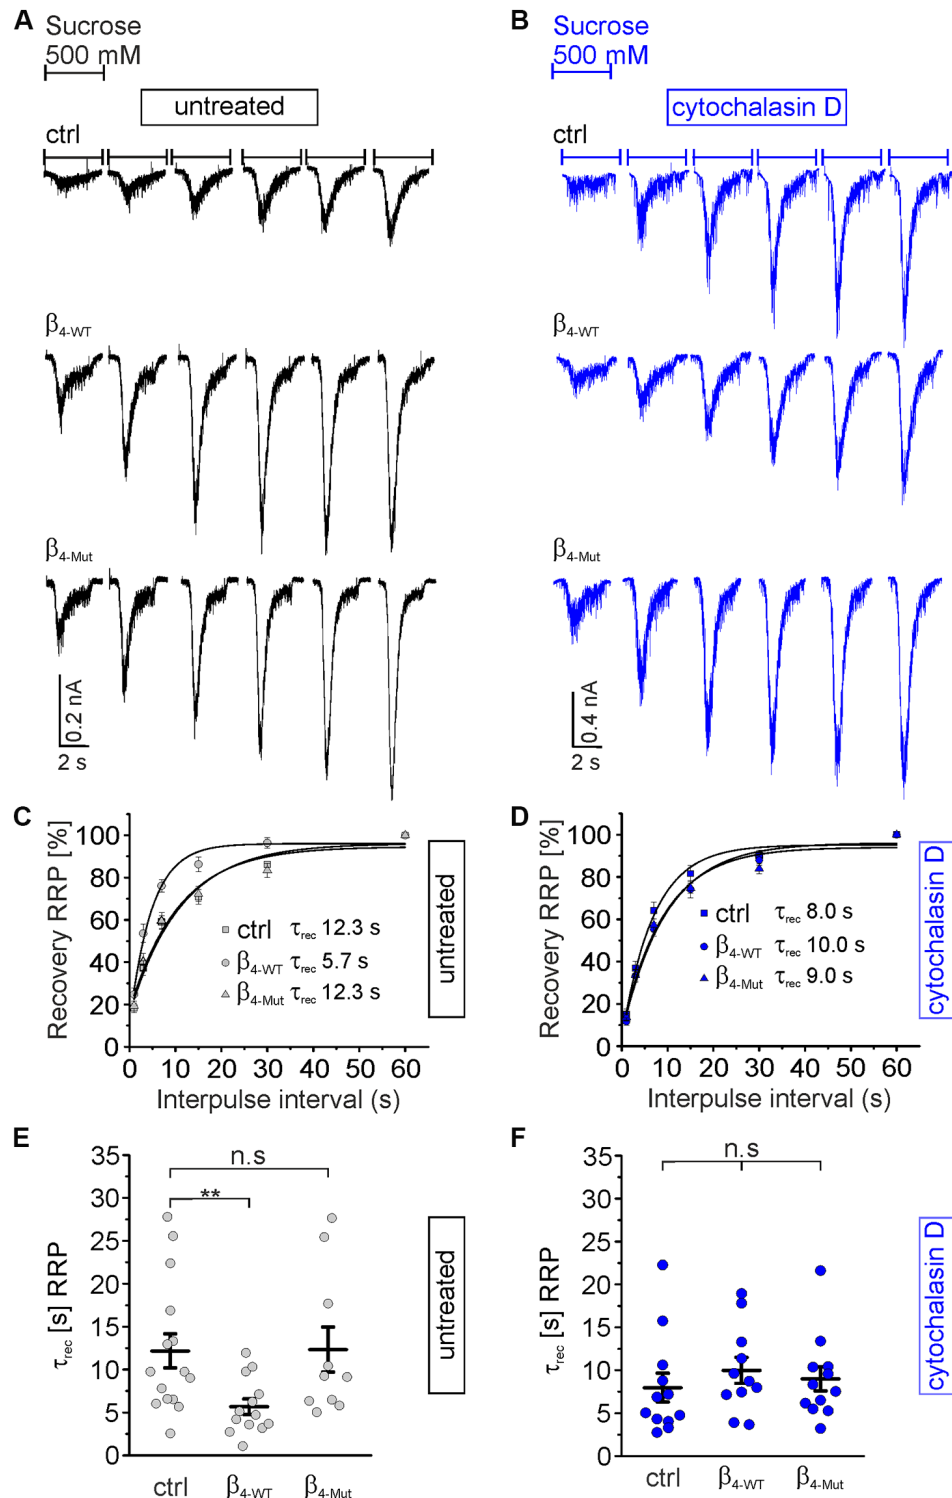 A
Sucrose
500 mM
untreated
ctrl
β4-WT
β4-Mut
0.2 nA
2 s
B
Sucrose
500 mM
cytochalasin D
ctrl
β4-WT
β4-Mut
0.4 nA
2 s
C
Recovery RRP [%]
100
80
60
40
20
0
0 10 20 30 40 50 60
Interpulse interval (s)
ctrl τrec 12.3 s
β4-WT τrec 5.7 s
β4-Mut τrec 12.3 s
untreated
D
Recovery RRP [%]
100
80
60
40
20
0
0 10 20 30 40 50 60
Interpulse interval (s)
ctrl τrec 8.0 s
β4-WT τrec 10.0 s
β4-Mut τrec 9.0 s
cytochalasin D
E
τrec [s] RRP
35
30
25
20
15
10
5
0
n.s
**
ctrl β4-WT β4-Mut
untreated
F
τrec [s] RRP
35
30
25
20
15
10
5
0
n.s
ctrl β4-WT β4-Mut
cytochalasin D